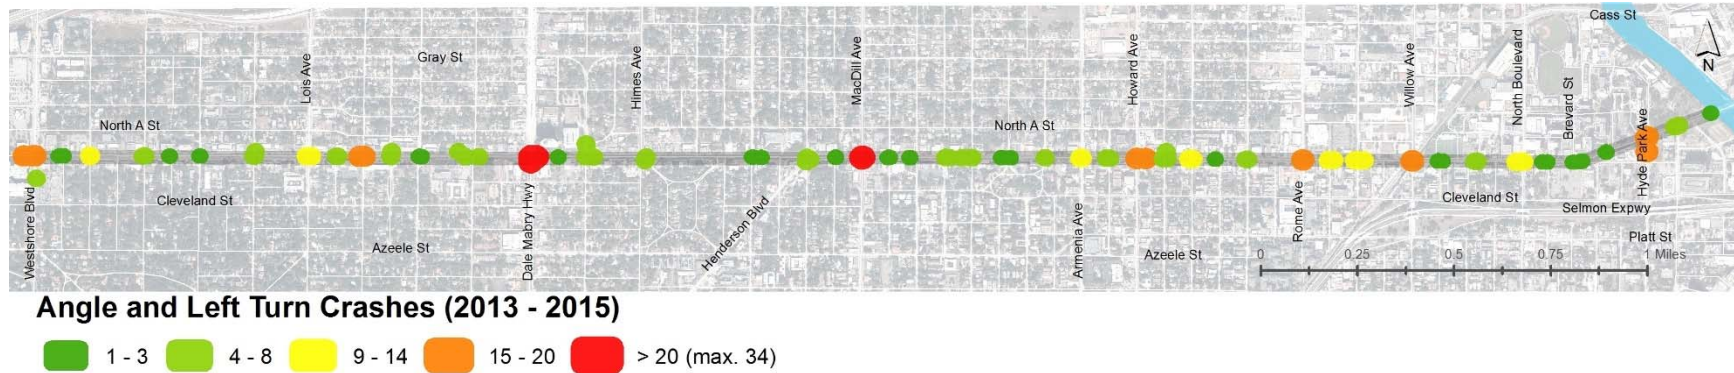 Cass St
Gray St
Lois Ave
Himes Ave
MacDill Ave
Howard Ave
Willow Ave
North Boulevard
Brevard St
N
North A St
North A St
Hyde Park Ave
Westshore Blvd
Cleveland St
Dale Mabry Hwy
Henderson Blvd
Armenia Ave
Rome Ave
Cleveland St
Selmon Expwy
Azeele St
Azeele St
Platt St
0 0.25 0.5 0.75 1 Miles
Angle and Left Turn Crashes (2013 - 2015)
1 - 3 4 - 8 9 - 14 15 - 20 > 20 (max. 34)